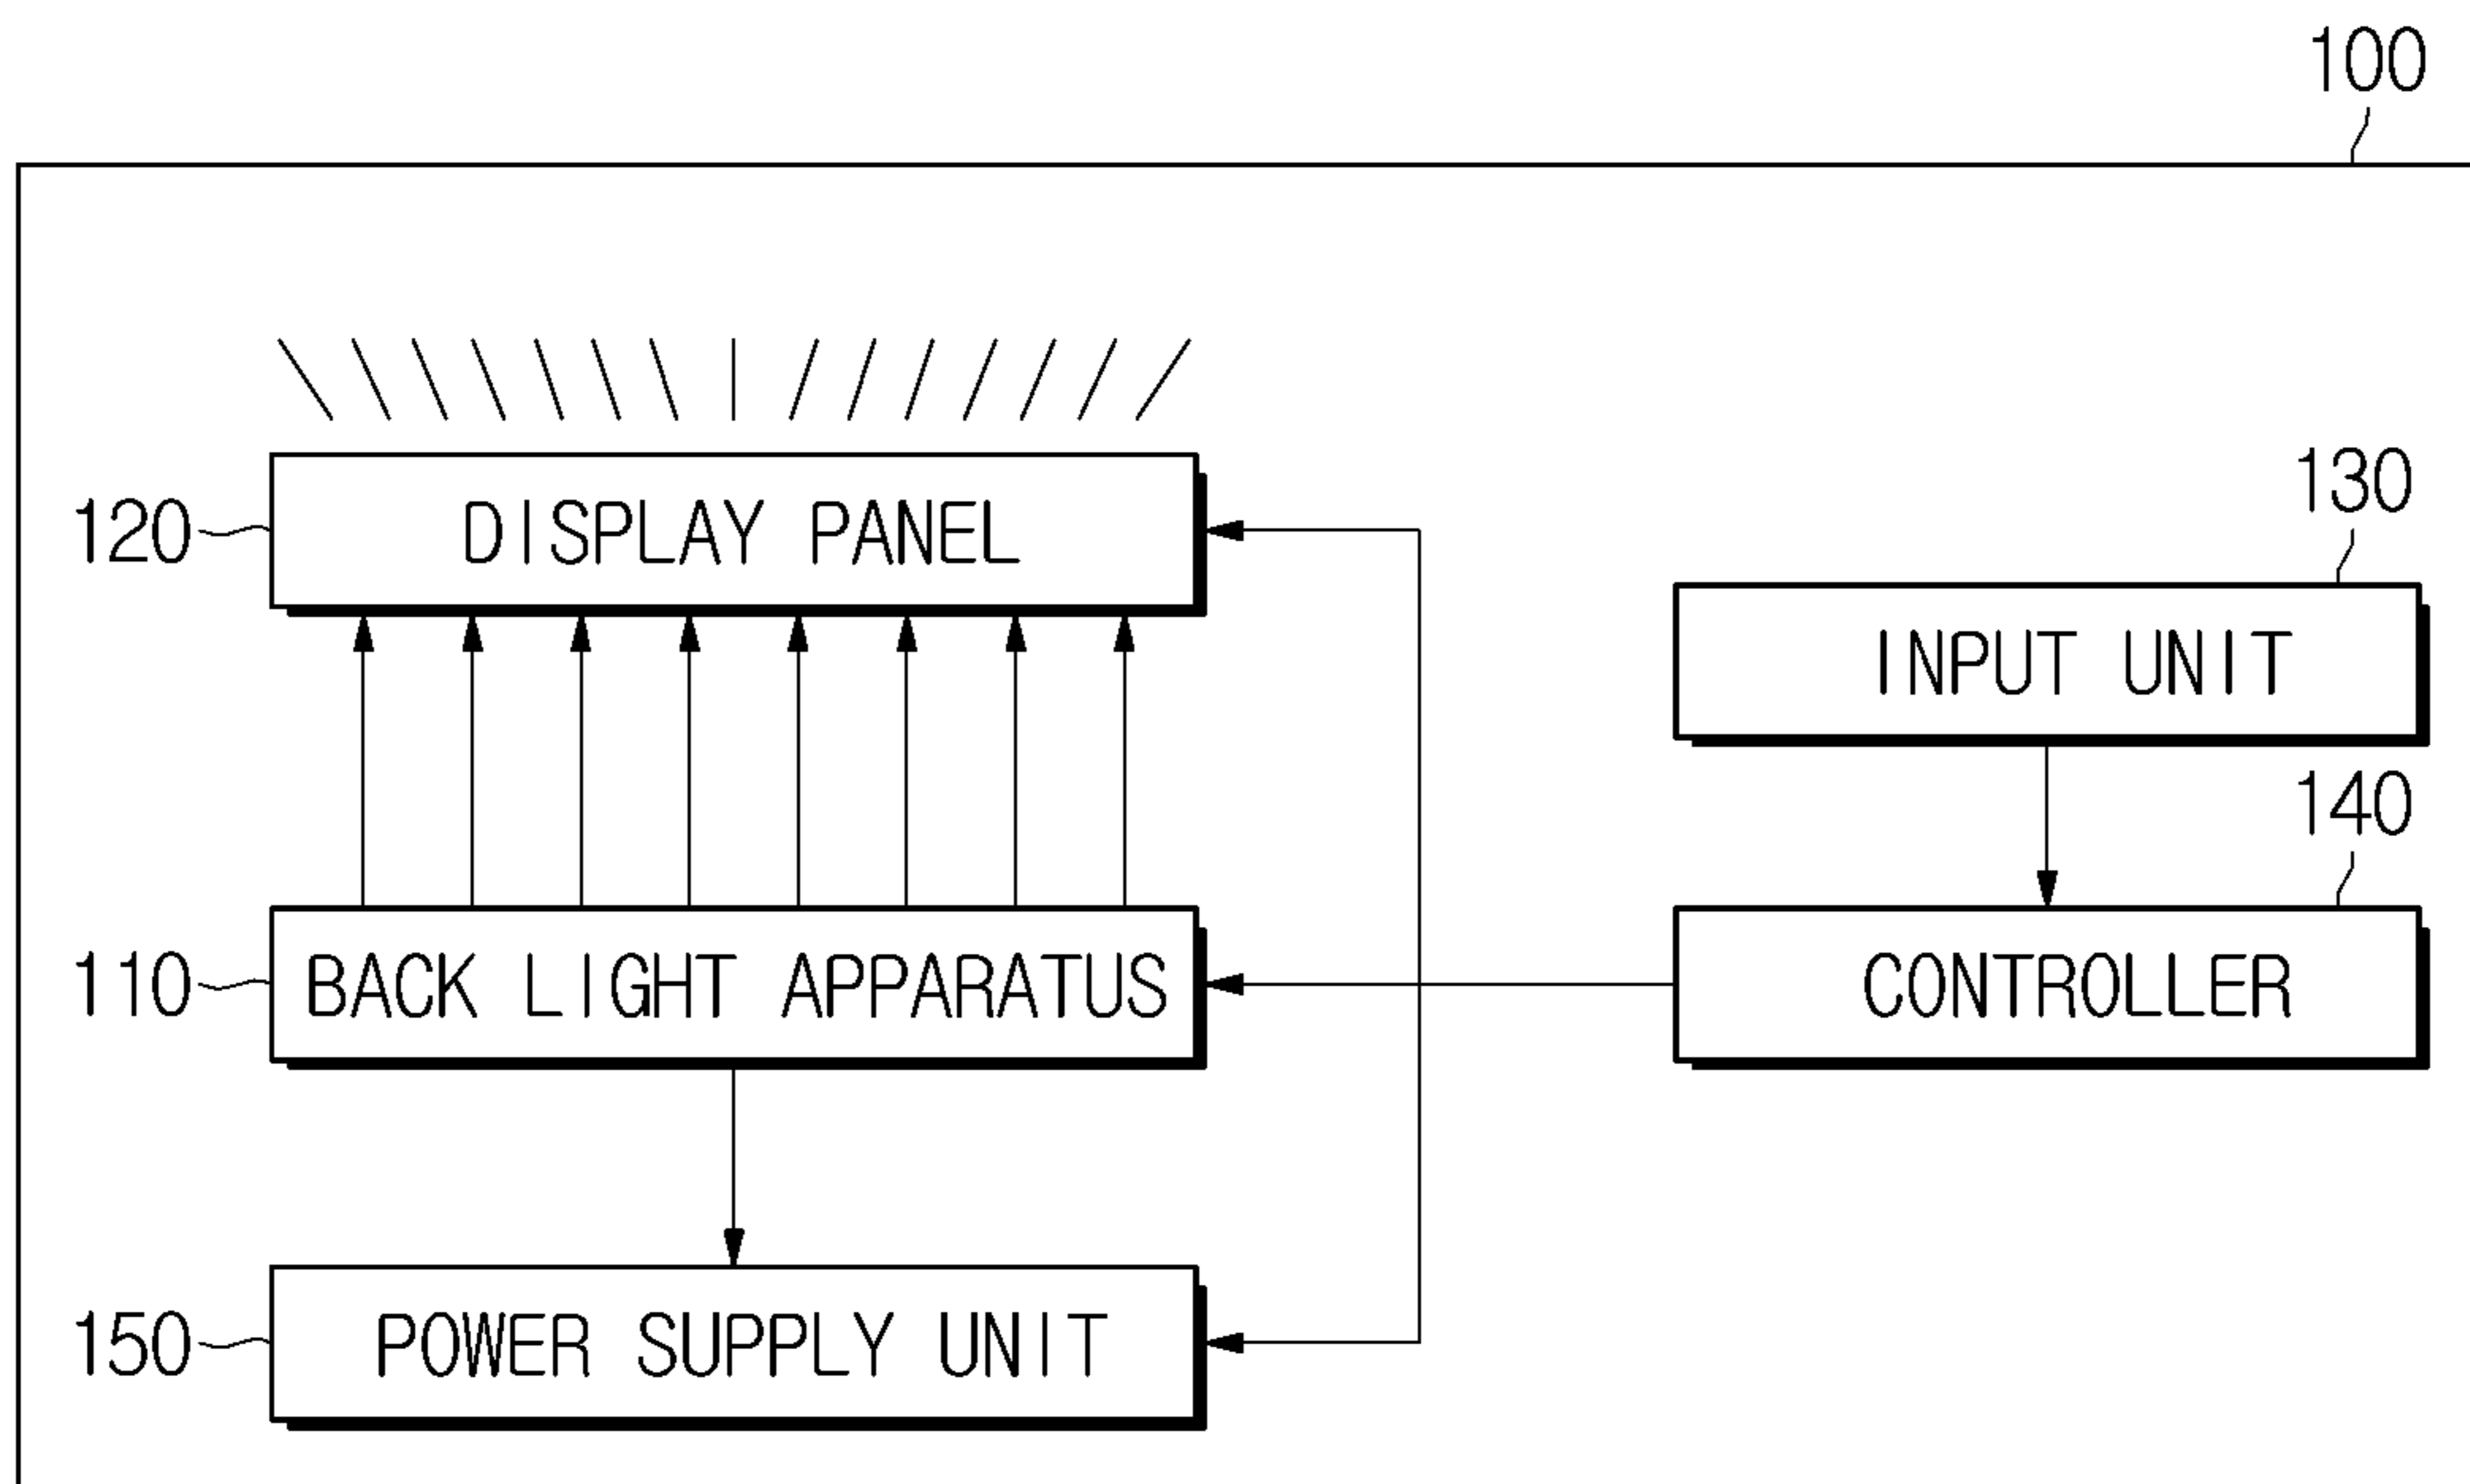 100
120
DISPLAY PANEL
130
INPUT UNIT
140
110
BACK LIGHT APPARATUS
CONTROLLER
150
POWER SUPPLY UNIT